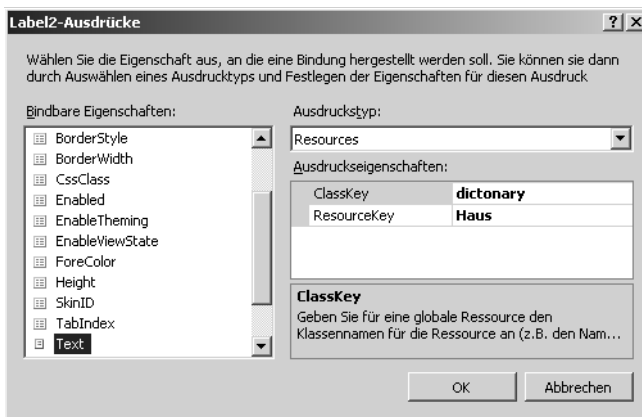 Label2-Ausdrücke
Wählen Sie die Eigenschaft aus, an die eine Bindung hergestellt werden soll. Sie können sie dann
durch Auswählen eines Ausdrucktyps und Festlegen der Eigenschaften für diesen Ausdruck
Bindbare Eigenschaften:
BorderStyle
BorderWidth
CssClass
Enabled
EnableTheming
EnableViewState
ForeColor
Height
SkinID
TabIndex
Text
Ausdruckstyp:
Resources
Ausdruckseigenschaften:
ClassKey dictonary
ResourceKey Haus
ClassKey
Geben Sie für eine globale Ressource den
Klassennamen für die Ressource an (z.B. den Nam...
OK Abbrechen